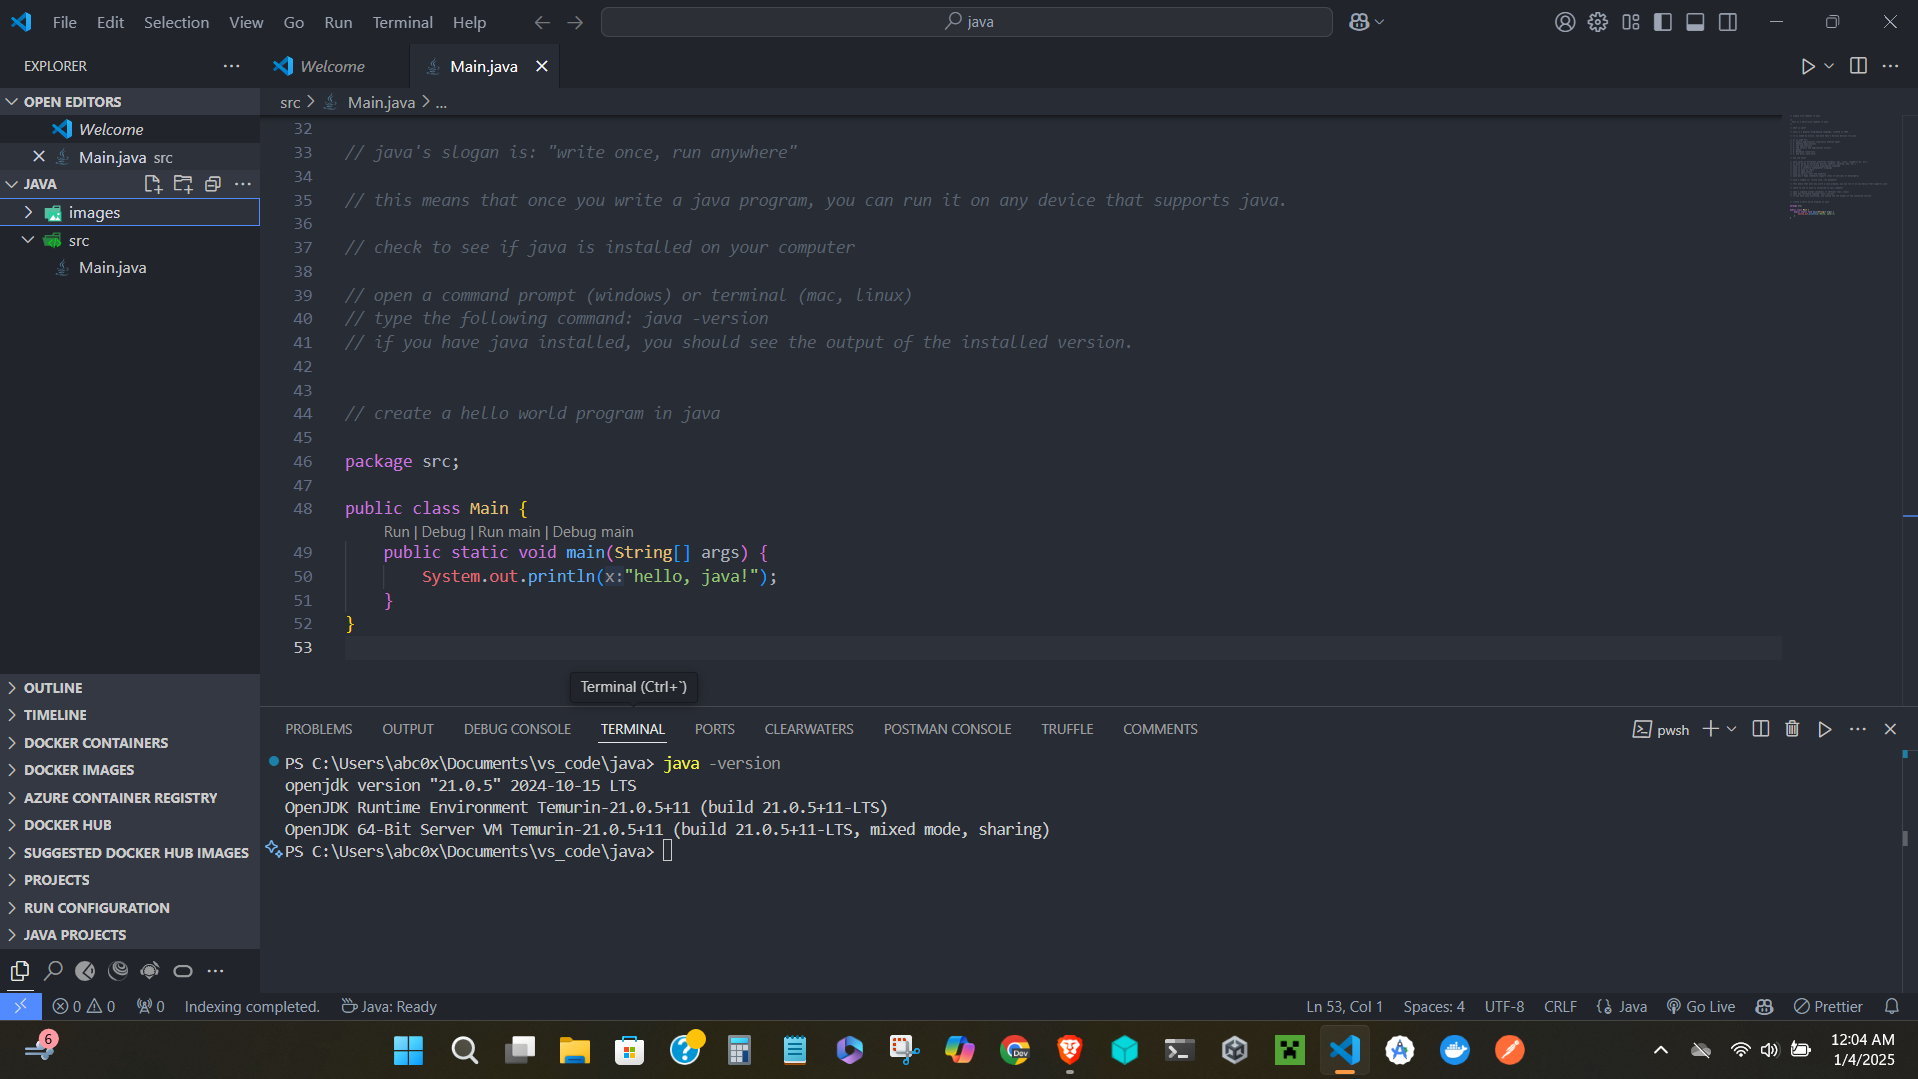 File Edit Selection View Go Run Terminal Help
java
EXPLORER
Welcome
Main.java
OPEN EDITORS
Welcome
Main.java src
JAVA
images
src
Main.java
OUTLINE
TIMELINE
DOCKER CONTAINERS
DOCKER IMAGES
AZURE CONTAINER REGISTRY
DOCKER HUB
SUGGESTED DOCKER HUB IMAGES
PROJECTS
RUN CONFIGURATION
JAVA PROJECTS
src > Main.java > ...
32
33 // java's slogan is: "write once, run anywhere"
34
35 // this means that once you write a java program, you can run it on any device that supports java.
36
37 // check to see if java is installed on your computer
38
39 // open a command prompt (windows) or terminal (mac, linux)
40 // type the following command: java -version
41 // if you have java installed, you should see the output of the installed version.
42
43
44 // create a hello world program in java
45
46 package src;
47
48 public class Main {
Run | Debug | Run main | Debug main
49 public static void main(String[] args) {
50 System.out.println(x:"hello, java!");
51 }
52 }
53
Terminal (Ctrl+`)
PROBLEMS OUTPUT DEBUG CONSOLE TERMINAL PORTS CLEARWATERS POSTMAN CONSOLE TRUFFLE COMMENTS
pwsh
PS C:\Users\abc0x\Documents\vs_code\java> java -version
openjdk version "21.0.5" 2024-10-15 LTS
OpenJDK Runtime Environment Temurin-21.0.5+11 (build 21.0.5+11-LTS)
OpenJDK 64-Bit Server VM Temurin-21.0.5+11 (build 21.0.5+11-LTS, mixed mode, sharing)
PS C:\Users\abc0x\Documents\vs_code\java>
0 0 0 Indexing completed. Java: Ready
Ln 53, Col 1 Spaces: 4 UTF-8 CRLF {} Java Go Live Prettier
6
Dev
12:04 AM
1/4/2025